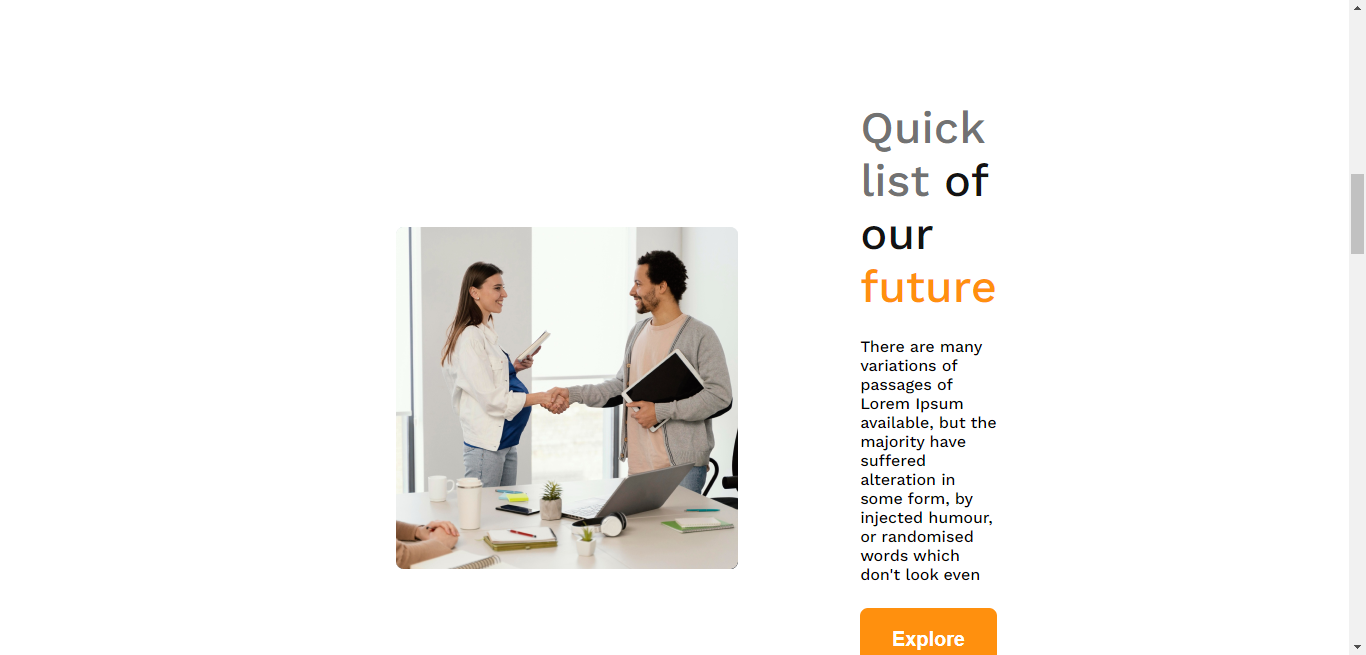 Quick
list of
our
future
There are many
variations of
passages of
Lorem Ipsum
available, but the
majority have
suffered
alteration in
some form, by
injected humour,
or randomised
words which
don't look even
Explore